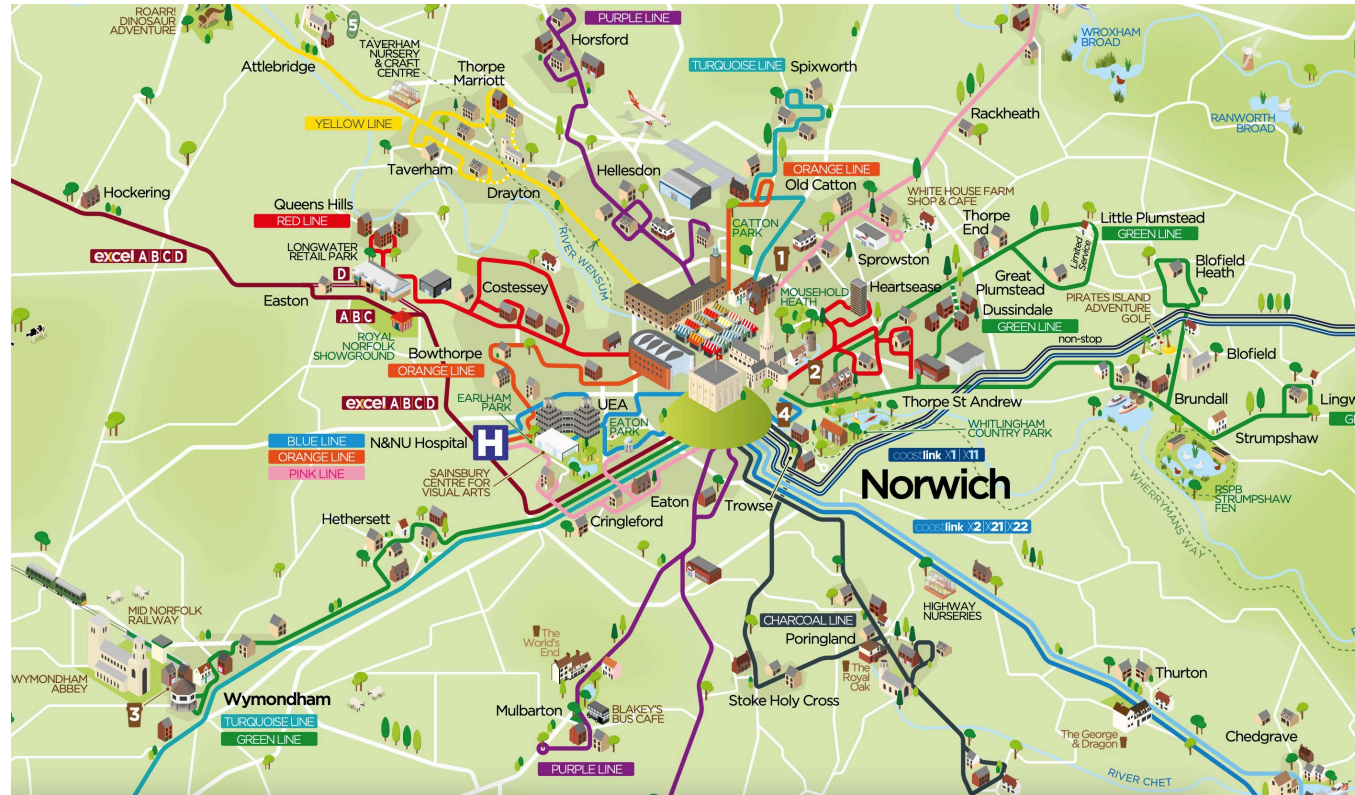 ROARR!
DINOSAUR
ADVENTURE
5
TAVERHAM
NURSERY
& CRAFT
CENTRE
Attlebridge
Thorpe
Marriott
PURPLE LINE
Horsford
TURQUOISE LINE
Spixworth
WROXHAM
BROAD
RANWORTH
BROAD
Rackheath
YELLOW LINE
Taverham
Drayton
Hellesdon
ORANGE LINE
Old Catton
CATTON
PARK
WHITE HOUSE FARM
SHOP & CAFE
Hockering
Queens Hills
RED LINE
LONGWATER
RETAIL PARK
RIVER WENSUM
Thorpe
End
Little Plumstead
GREEN LINE
Limited
Service
Blofield
Heath
excel A B C D
D
Easton
A B C
ROYAL
NORFOLK
SHOWGROUND
Costessey
1
Sprowston
MOUSEHOLD
HEATH
Heartsease
Great
Plumstead
Dussindale
GREEN LINE
PIRATES ISLAND
ADVENTURE
GOLF
non-stop
Blofield
Bowthorpe
ORANGE LINE
2
excel A B C D
EARLHAM
PARK
UEA
EATON
PARK
4
Thorpe St Andrew
Brundall
Lingw
G
Strumpshaw
BLUE LINE
ORANGE LINE
PINK LINE
N&NU Hospital
H
SAINSBURY
CENTRE FOR
VISUAL ARTS
WHITLINGHAM
COUNTRY PARK
coastlink X1|X11
Norwich
RSPB
STRUMPSHAW
FEN
WHERRYMANS WAY
Hethersett
Cringleford
Eaton
Trowse
coastlink X2|X21|X22
MID NORFOLK
RAILWAY
WYMONDHAM
ABBEY
3
Wymondham
TURQUOISE LINE
GREEN LINE
The
World's
End
CHARCOAL LINE
Poringland
The
Royal
Oak
HIGHWAY
NURSERIES
Stoke Holy Cross
Thurton
Mulbarton
BLAKEY'S
BUS CAFE
PURPLE LINE
The George
& Dragon
Chedgrave
RIVER CHET